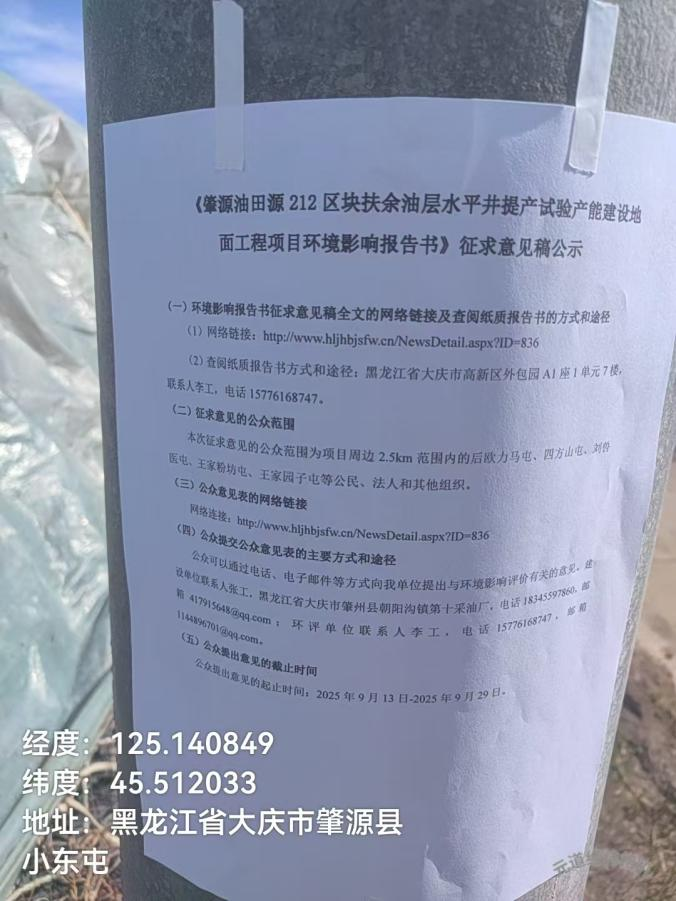 《肇源油田源 212 区块扶余油层水平井提产试验产能建设地
面工程项目环境影响报告书》征求意见稿公示
（一）环境影响报告书征求意见稿全文的网络链接及查阅纸质报告书的方式和途径
（1）网络链接：http://www.hljhbjsfw.cn/NewsDetail.aspx?ID=836
（2）查阅纸质报告书方式和途径：黑龙江省大庆市高新区外包园 A1 座 1 单元 7 楼，
联系人李工，电话 15776168747。
（二）征求意见的公众范围
本次征求意见的公众范围为项目周边 2.5km 范围内的后欧力马屯、四方山屯、刘
医屯、王家粉坊屯、王家园子屯等公民、法人和其他组织。
（三）公众意见表的网络链接
网络连接：http://www.hljhbjsfw.cn/NewsDetail.aspx?ID=836
（四）公众提交公众意见表的主要方式和途径
公众可以通过电话、电子邮件等方式向我单位提出与环境影响评价有关的意见。建
设单位联系人张工，黑龙江省大庆市肇州县朝阳沟镇第十采油厂，电话 18345597860，邮
箱 417915648@qq.com；环评单位联系人李工，电话 15776168747，邮箱
1144896701@qq.com。
（五）公众提出意见的截止时间
公众提出意见的起止时间：2025 年 9 月 13 日-2025 年 9 月 29 日。
经度：125.140849
纬度：45.512033
地址：黑龙江省大庆市肇源县
小东屯